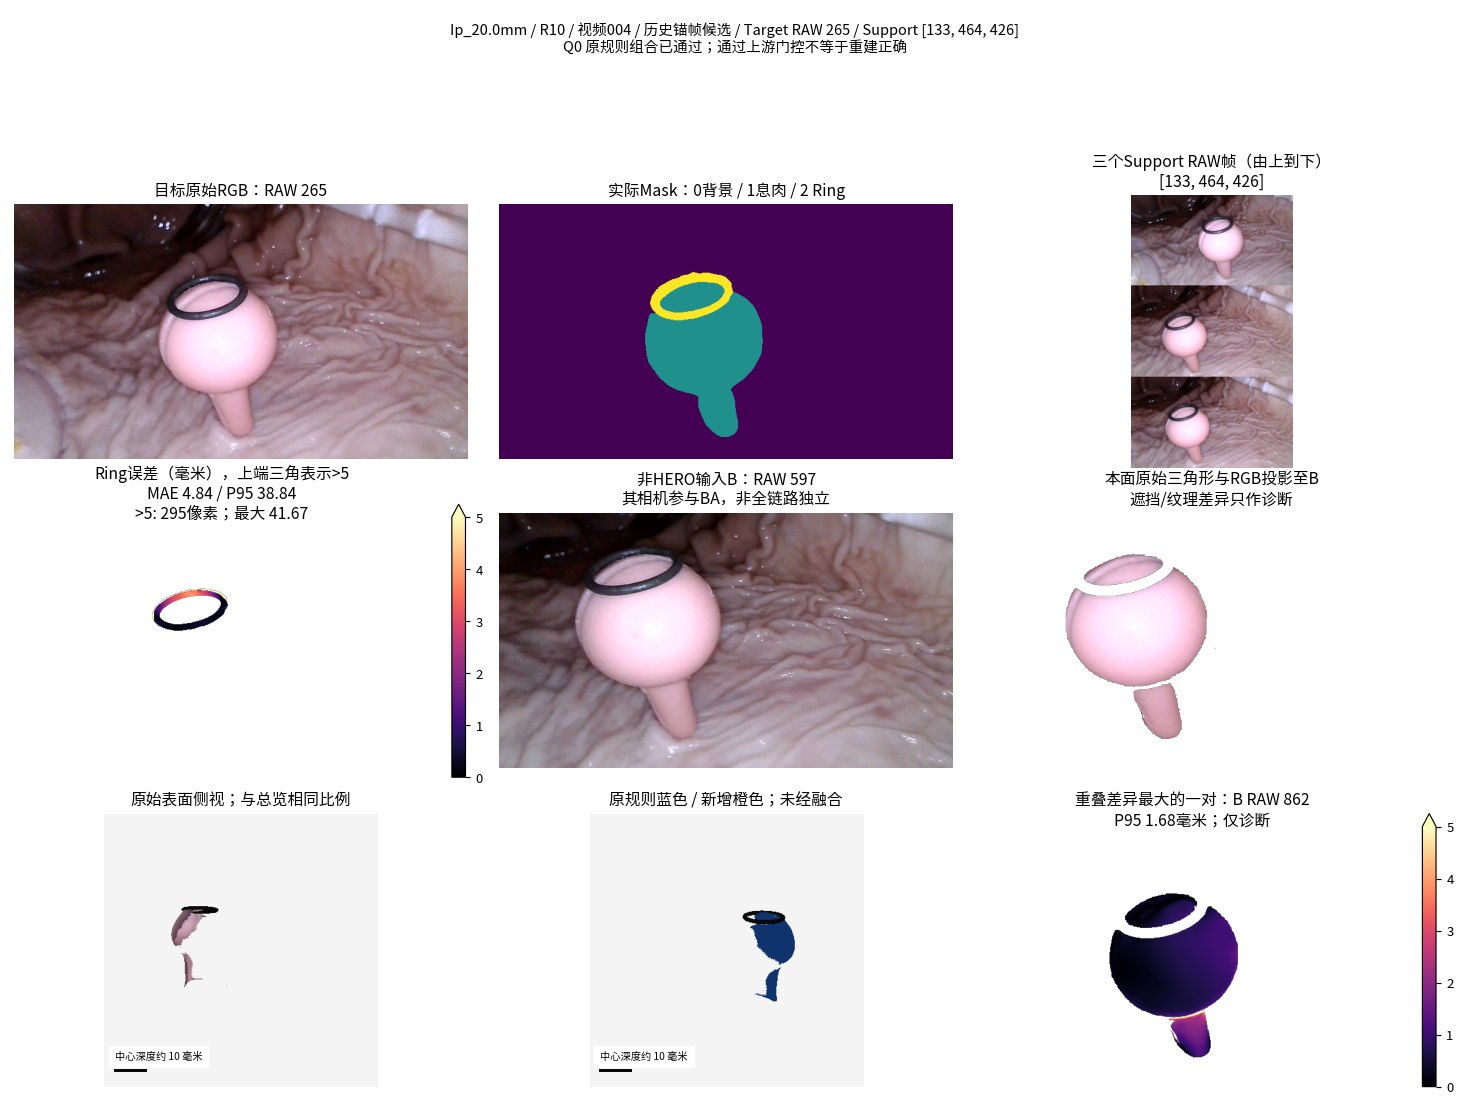 Ip_20.0mm / R10 / 视频004 / 历史锚帧候选 / Target RAW 265 / Support [133, 464, 426]
Q0 原规则组合已通过；通过上游门控不等于重建正确
目标原始RGB：RAW 265
实际Mask：0背景 / 1息肉 / 2 Ring
三个Support RAW帧（由上到下）
[133, 464, 426]
Ring误差（毫米），上端三角表示>5
MAE 4.84 / P95 38.84
>5: 295像素；最大 41.67
5
4
3
2
1
0
非HERO输入B：RAW 597
其相机参与BA，非全链路独立
本面原始三角形与RGB投影至B
遮挡/纹理差异只作诊断
原始表面侧视；与总览相同比例
中心深度约 10 毫米
原规则蓝色 / 新增橙色；未经融合
中心深度约 10 毫米
重叠差异最大的一对：B RAW 862
P95 1.68毫米；仅诊断
5
4
3
2
1
0